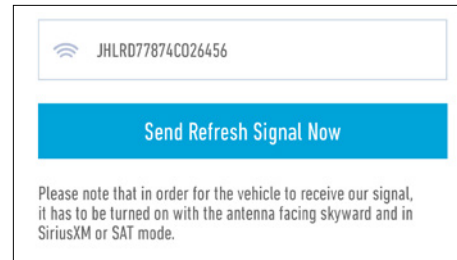 JHLRD77874C026456
Send Refresh Signal Now
Please note that in order for the vehicle to receive our signal,
it has to be turned on with the antenna facing skyward and in
SiriusXM or SAT mode.